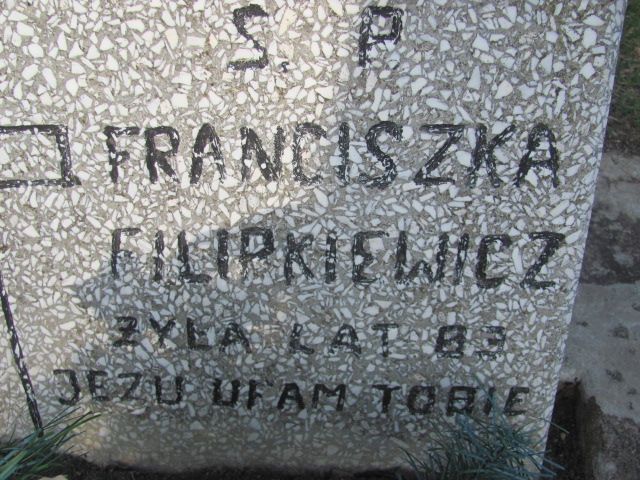 Ś. P
FRANCISZKA
FILIPKIEWICZ
ŻYŁA LAT 83
JEZU UFAM TOBIE